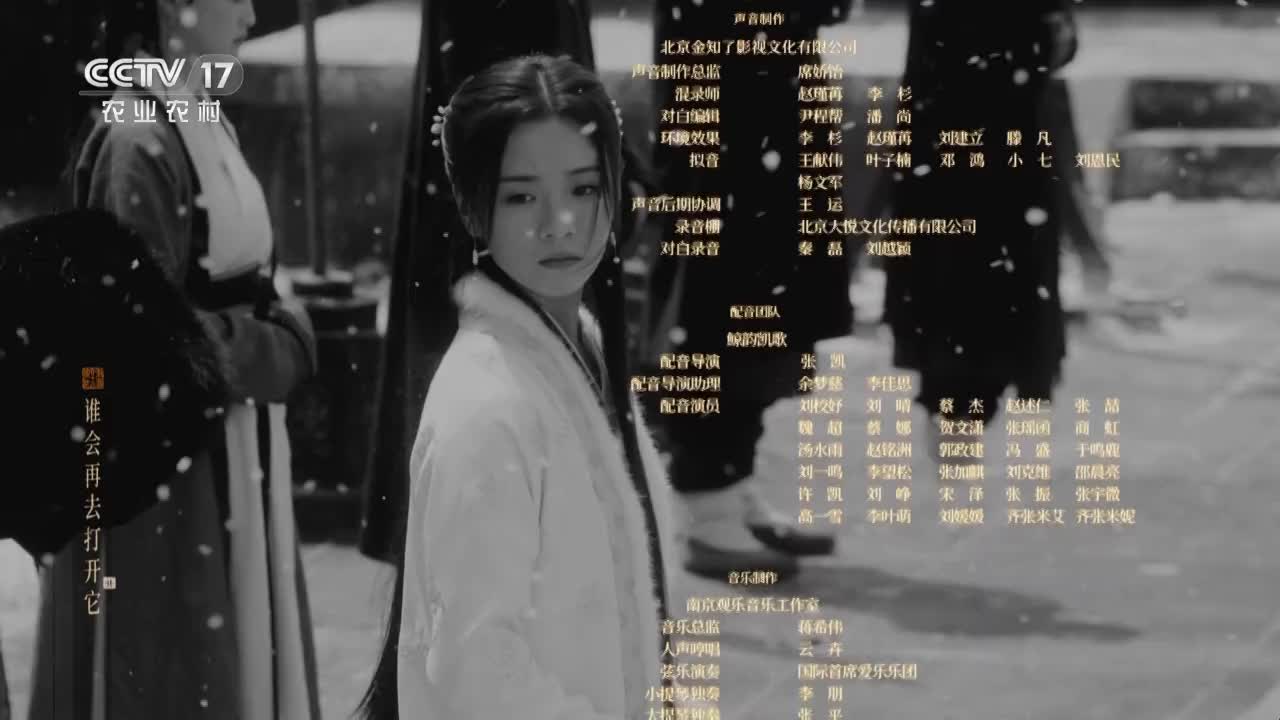 CCTV 17
农业农村
声音制作
北京金知了影视文化有限公司
声音制作总监 席娇怡
混录师 赵瑾苒 李 杉
对白编辑 尹程帮 潘 尚
环境效果 李 杉 赵瑾苒 刘建立 滕 凡
拟音 王献伟 叶子楠 邓 鸿 小 七 刘恩民
杨文军
声音后期协调 王 运
录音棚 北京大悦文化传播有限公司
对白录音 秦 磊 刘越颖
配音团队
鲸韵凯歌
配音导演 张 凯
配音导演助理 余梦慈 李佳思
配音演员 刘校妤 刘 晴 蔡 杰 赵述仁 张 喆
魏 超 蔡 娜 贺文潇 张瑶函 商 虹
汤水雨 赵铭洲 郭政建 冯 盛 于鸣鹿
刘一鸣 李望松 张加麒 刘克维 邵晨亮
许 凯 刘 峥 宋 泽 张 振 张宇微
高一雪 李叶萌 刘媛媛 齐张米艾 齐张米妮
音乐制作
南京观乐音乐工作室
音乐总监 蒋希伟
人声哼唱 云 卉
弦乐演奏 国际首席爱乐乐团
小提琴独奏 李 朋
大提琴独奏 张 平
谁会再去打开它